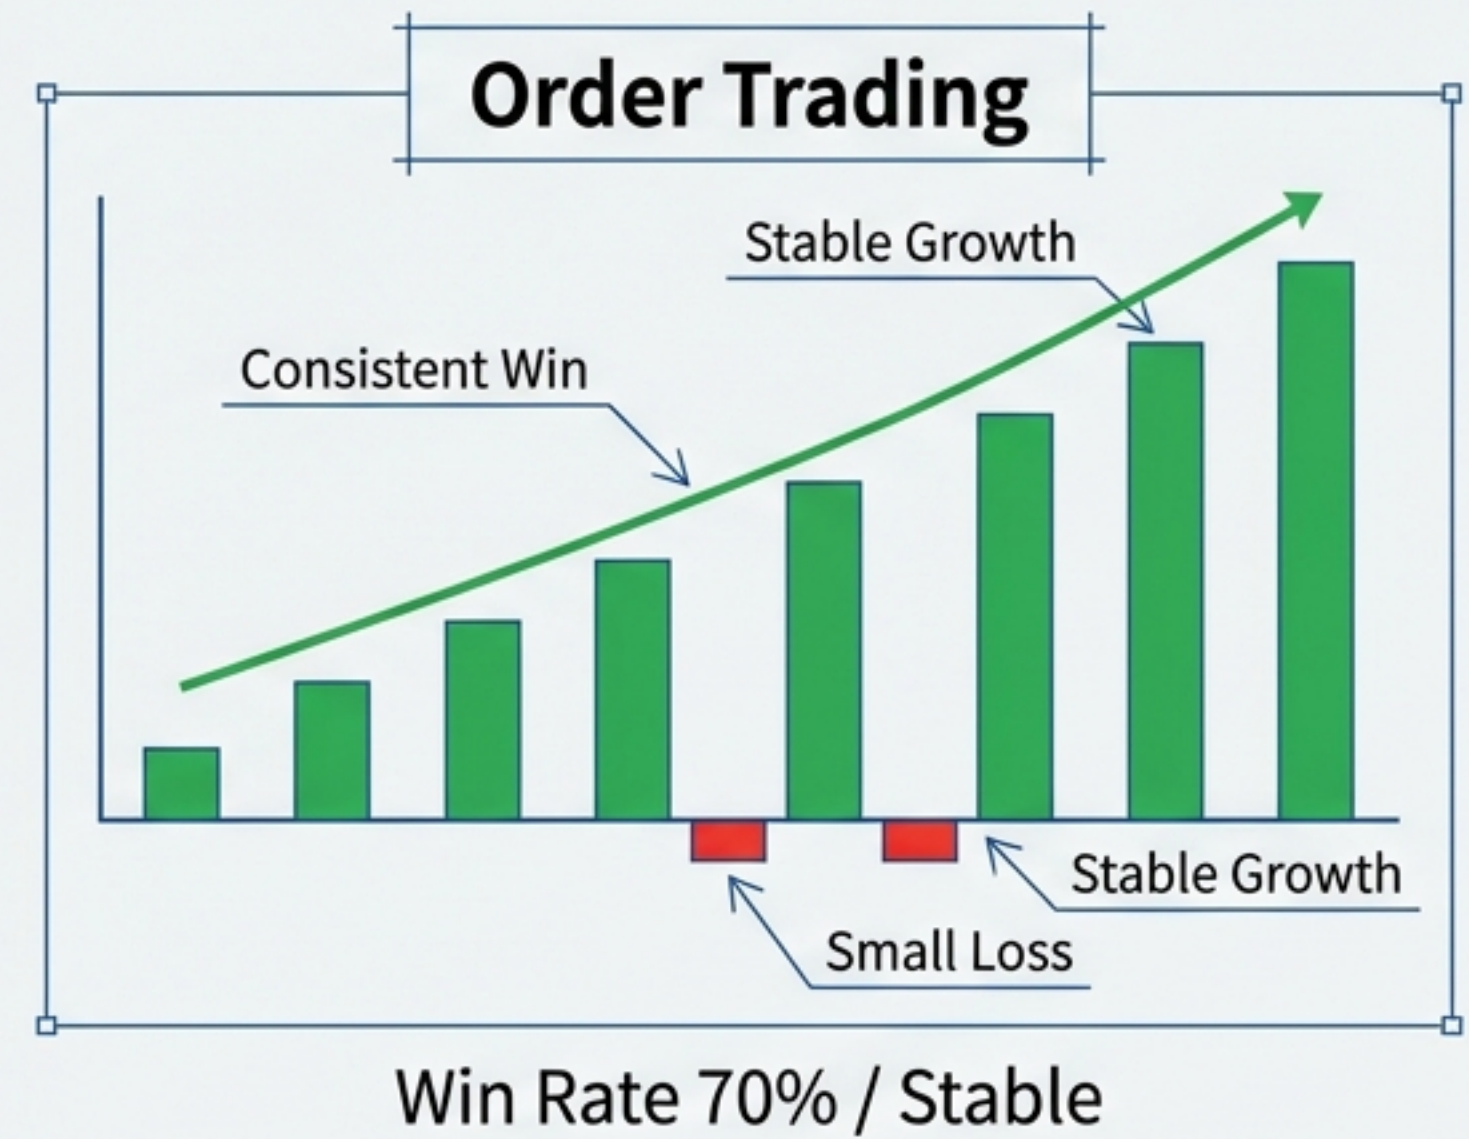 Order Trading
Stable Growth
Consistent Win
Stable Growth
Small Loss
Win Rate 70% / Stable